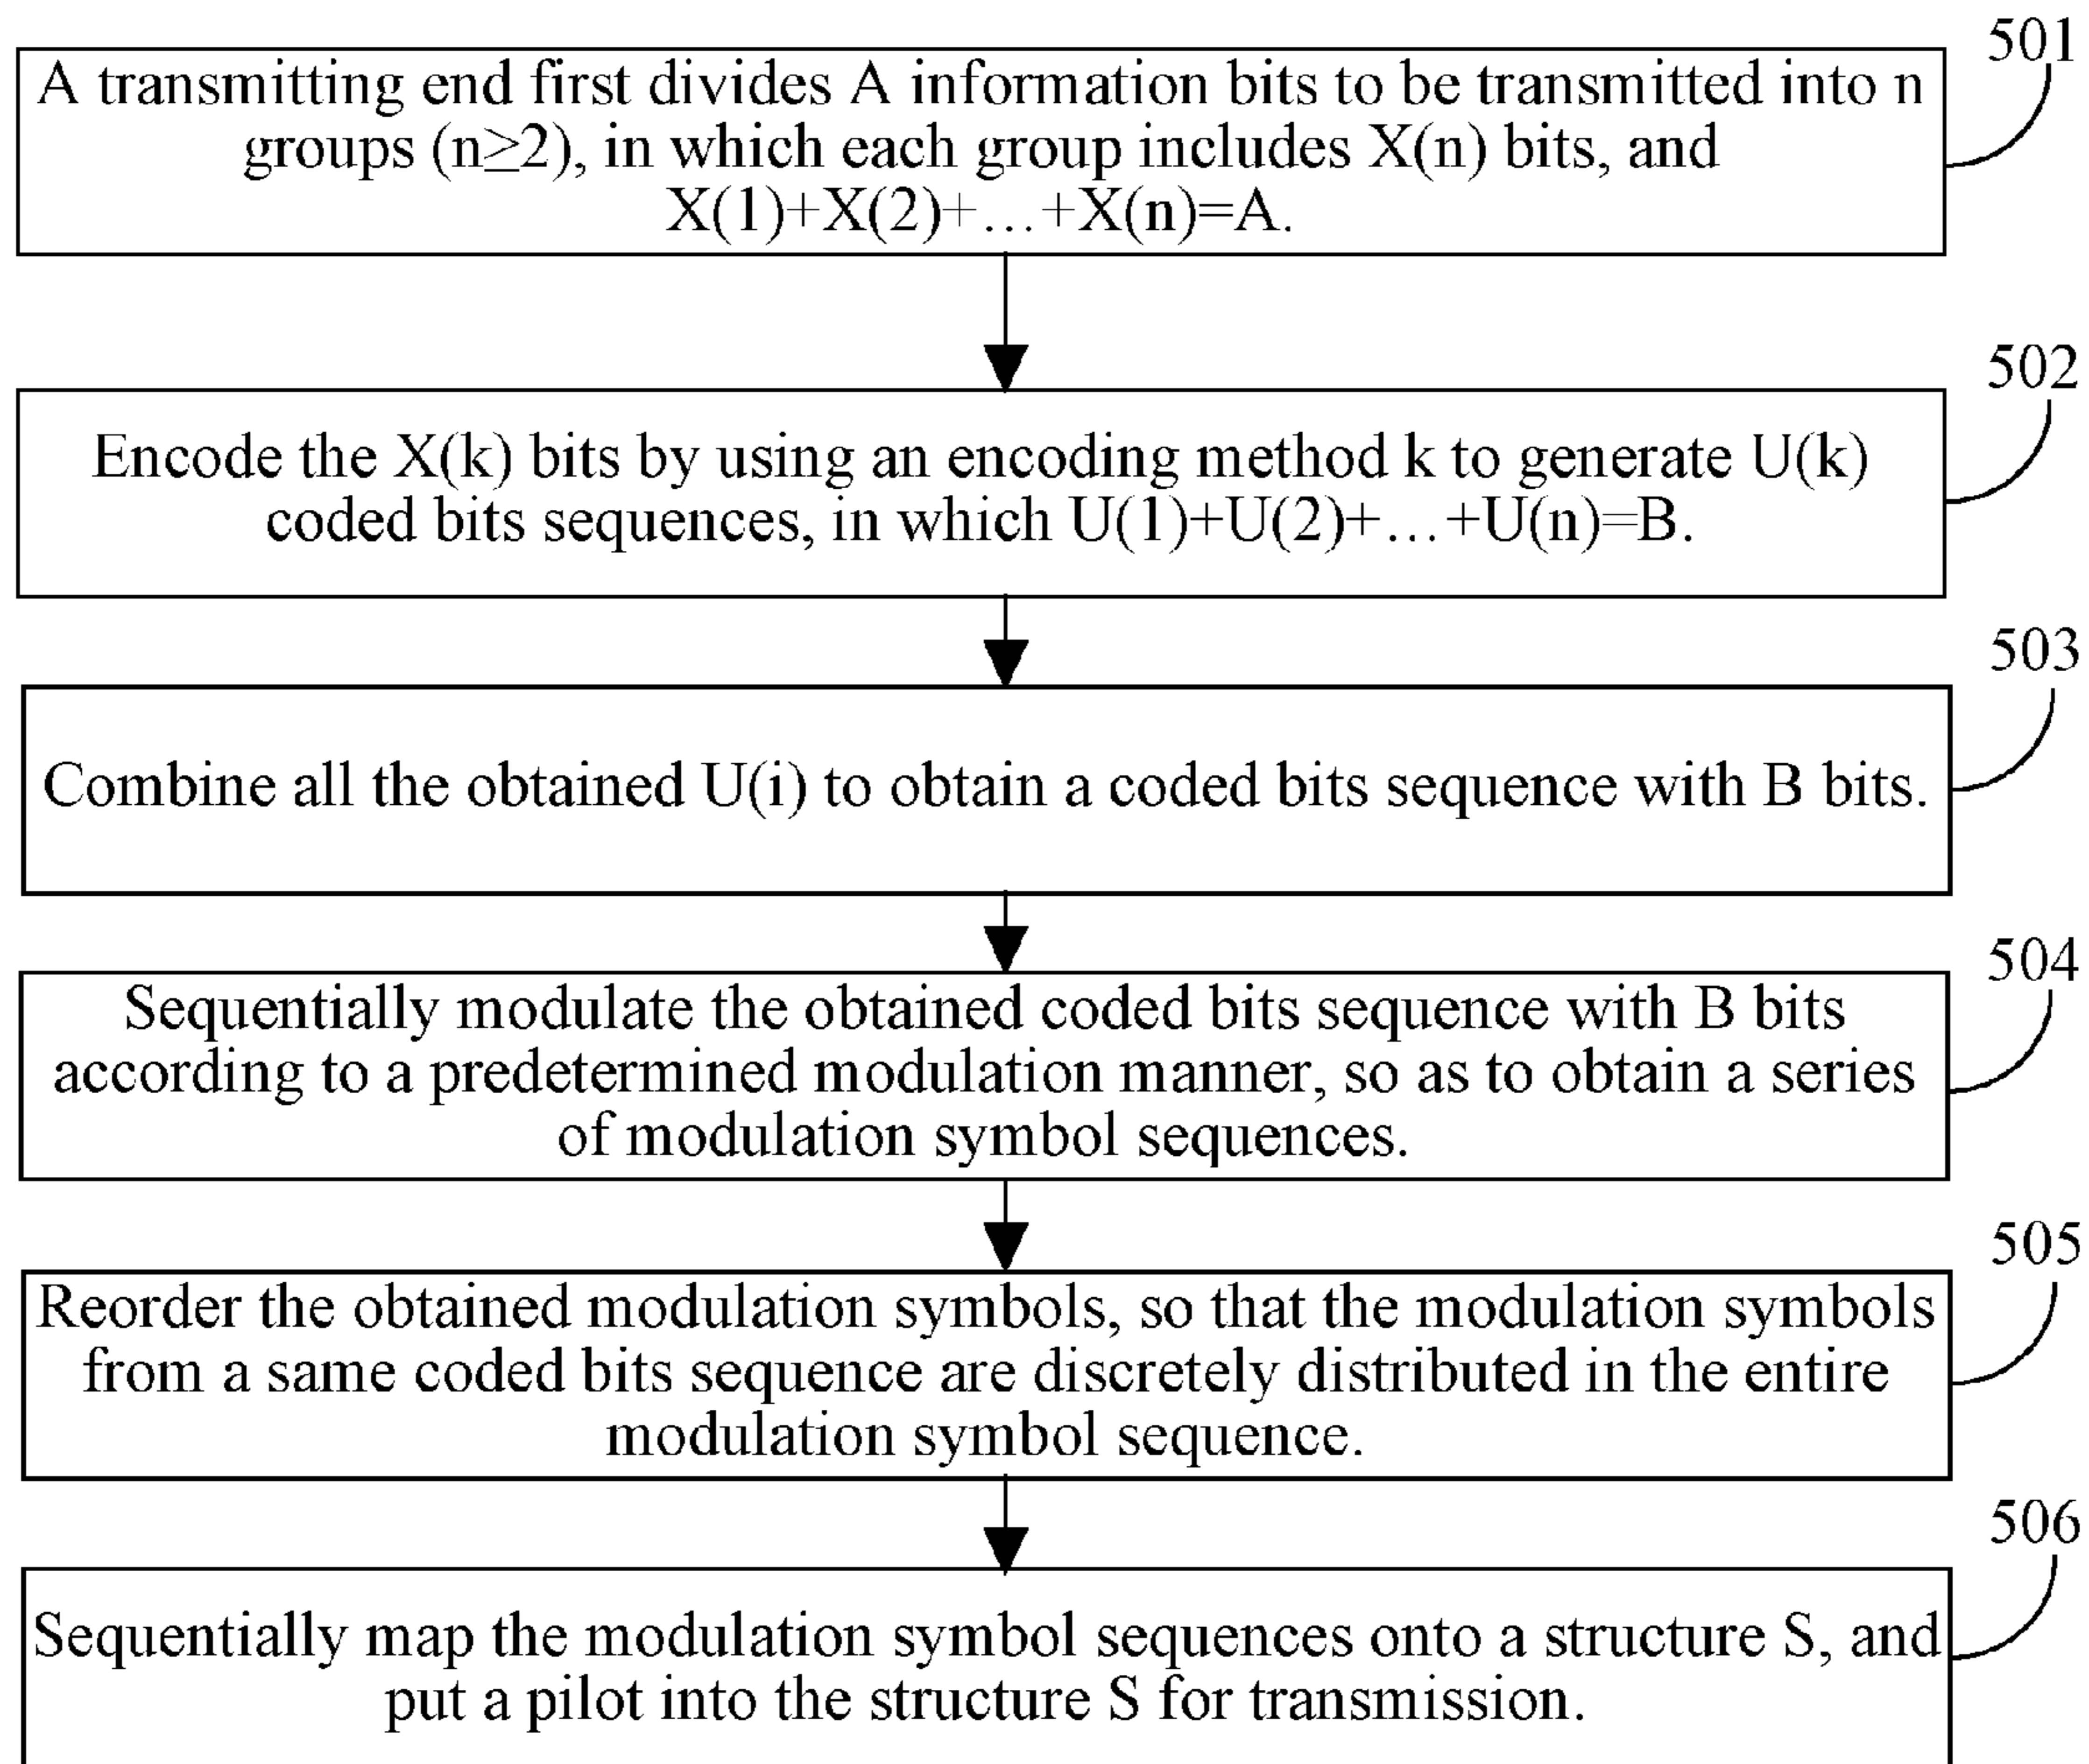 501
A transmitting end first divides A information bits to be transmitted into n
groups (n≥2), in which each group includes X(n) bits, and
X(1)+X(2)+…+X(n)=A.
502
Encode the X(k) bits by using an encoding method k to generate U(k)
coded bits sequences, in which U(1)+U(2)+…+U(n)=B.
503
Combine all the obtained U(i) to obtain a coded bits sequence with B bits.
504
Sequentially modulate the obtained coded bits sequence with B bits
according to a predetermined modulation manner, so as to obtain a series
of modulation symbol sequences.
505
Reorder the obtained modulation symbols, so that the modulation symbols
from a same coded bits sequence are discretely distributed in the entire
modulation symbol sequence.
506
Sequentially map the modulation symbol sequences onto a structure S, and
put a pilot into the structure S for transmission.